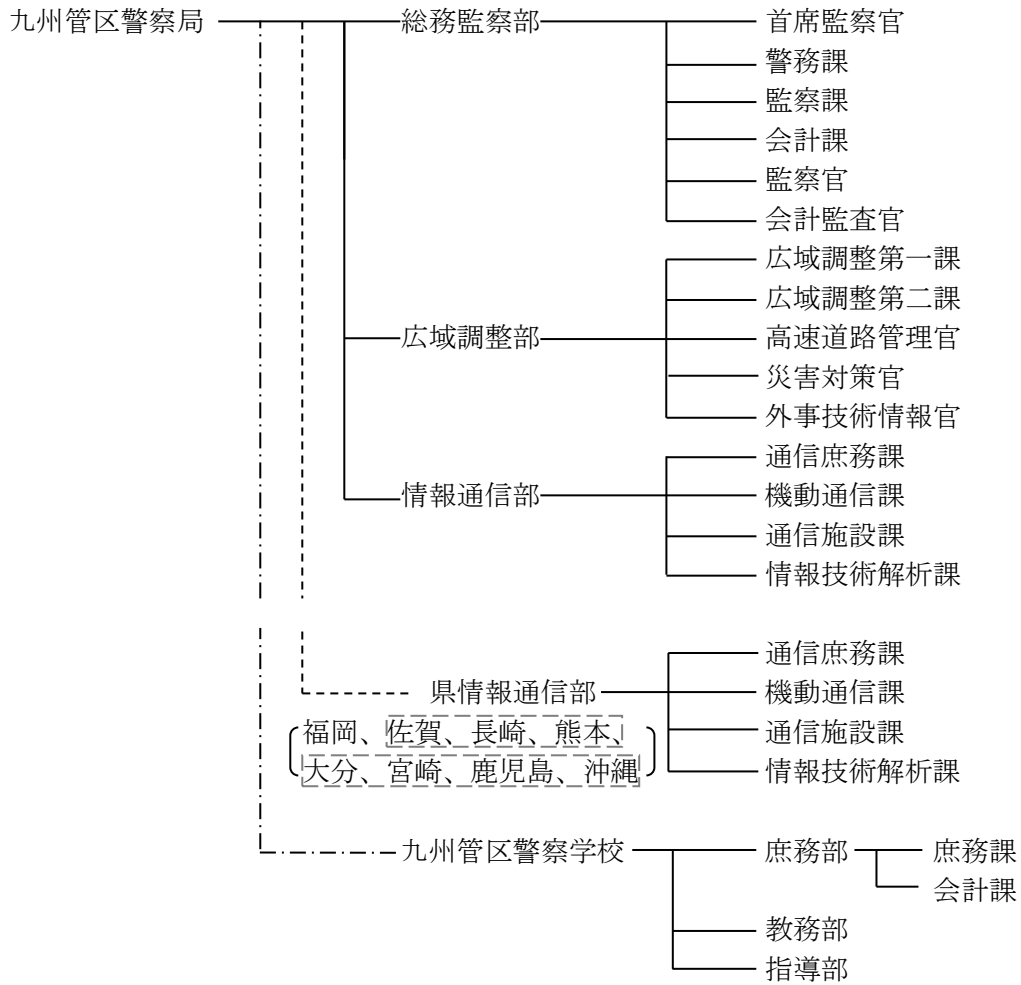 九州管区警察局 総務監察部 首席監察官
警務課
監察課
会計課
監察官
会計監査官
広域調整第一課
広域調整第二課
広域調整部 高速道路管理官
災害対策官
外事技術情報官
通信庶務課
情報通信部 機動通信課
通信施設課
情報技術解析課
通信庶務課
県情報通信部 機動通信課
福岡、佐賀、長崎、熊本、 通信施設課
大分、宮崎、鹿児島、沖縄 情報技術解析課
九州管区警察学校 庶務部 庶務課
会計課
教務部
指導部